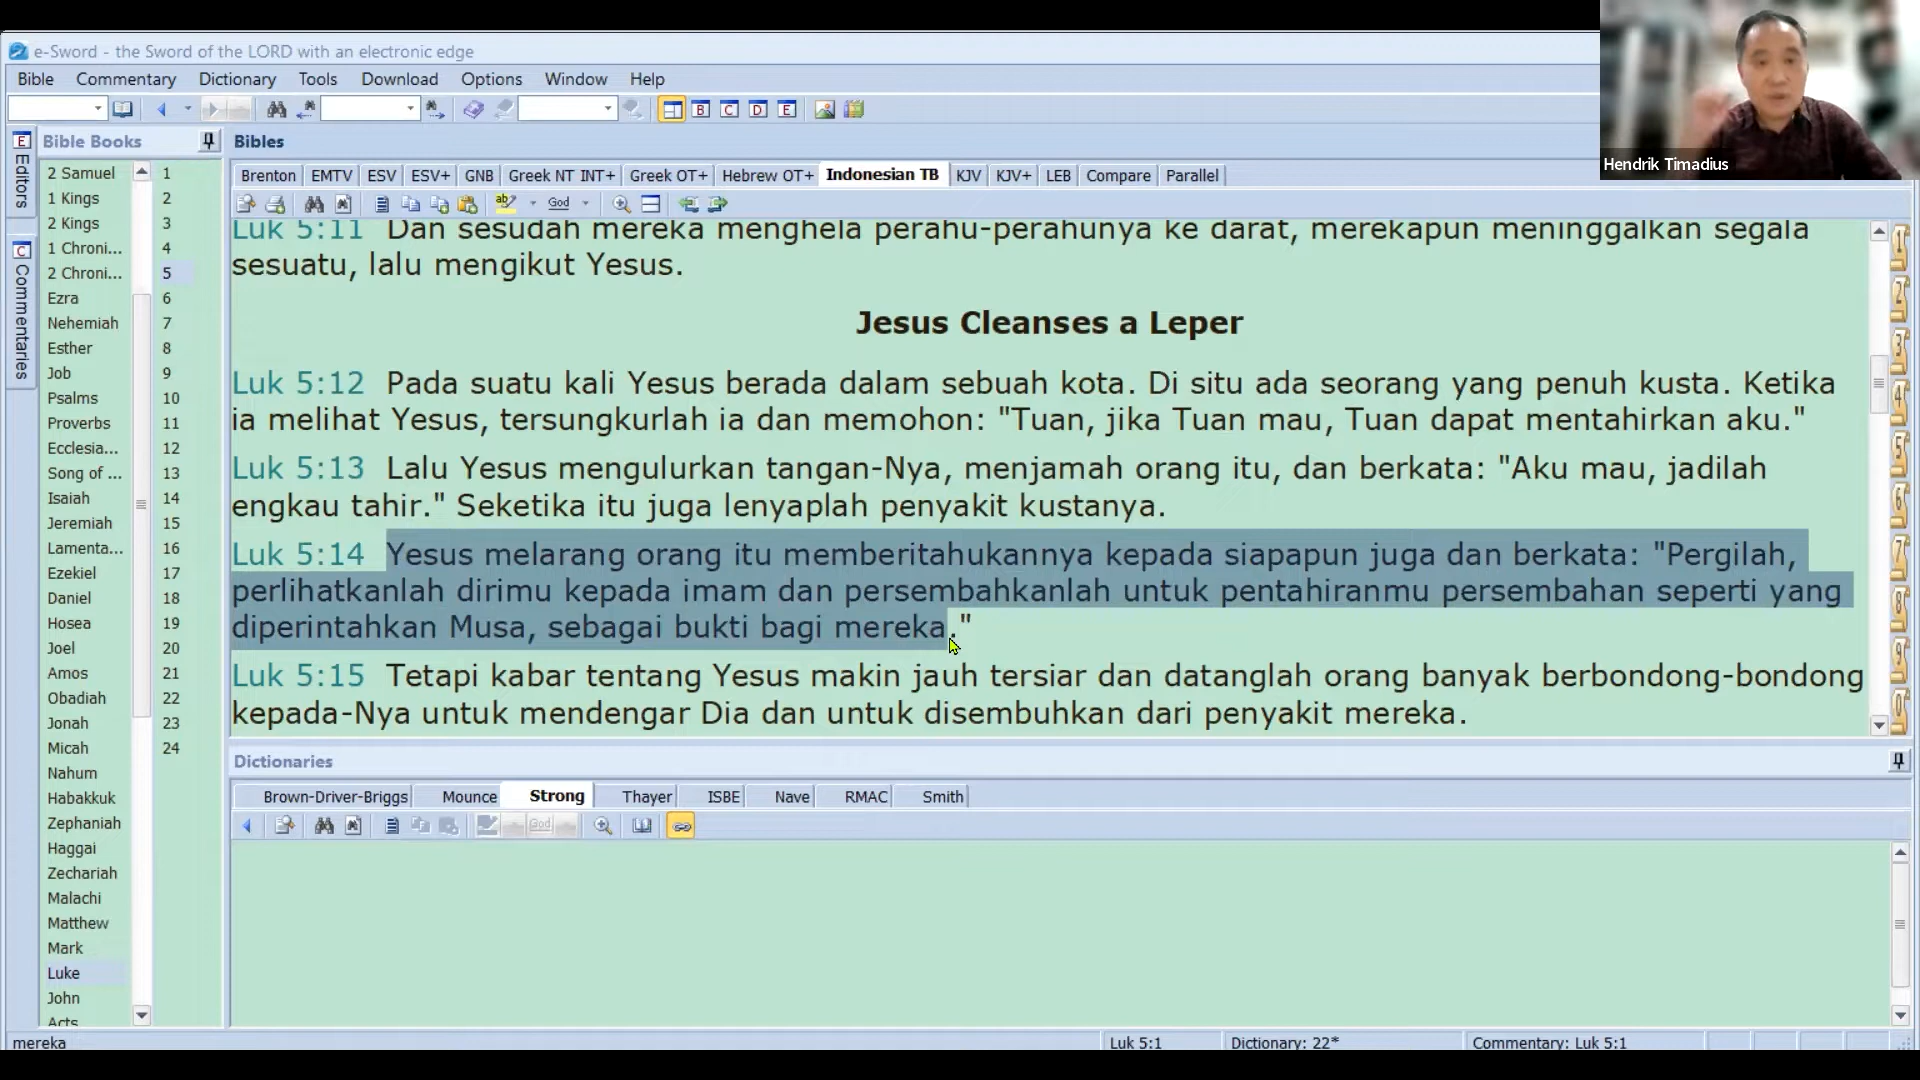 e-Sword - the Sword of the LORD with an electronic edge
Bible Commentary Dictionary Tools Download Options Window Help
Hendrik Timadius
Editors
Commentaries
Bible Books
2 Samuel
1 Kings
2 Kings
1 Chroni...
2 Chroni...
Ezra
Nehemiah
Esther
Job
Psalms
Proverbs
Ecclesia...
Song of ...
Isaiah
Jeremiah
Lamenta...
Ezekiel
Daniel
Hosea
Joel
Amos
Obadiah
Jonah
Micah
Nahum
Habakkuk
Zephaniah
Haggai
Zechariah
Malachi
Matthew
Mark
Luke
John
Acts
1
2
3
4
5
6
7
8
9
10
11
12
13
14
15
16
17
18
19
20
21
22
23
24
Bibles
Brenton EMTV ESV ESV+ GNB Greek NT INT+ Greek OT+ Hebrew OT+ Indonesian TB KJV KJV+ LEB Compare Parallel
Luk 5:11 Dan sesudah mereka menghela perahu-perahunya ke darat, merekapun meninggalkan segala
sesuatu, lalu mengikut Yesus.
Jesus Cleanses a Leper
Luk 5:12 Pada suatu kali Yesus berada dalam sebuah kota. Di situ ada seorang yang penuh kusta. Ketika
ia melihat Yesus, tersungkurlah ia dan memohon: "Tuan, jika Tuan mau, Tuan dapat mentahirkan aku."
Luk 5:13 Lalu Yesus mengulurkan tangan-Nya, menjamah orang itu, dan berkata: "Aku mau, jadilah
engkau tahir." Seketika itu juga lenyaplah penyakit kustanya.
Luk 5:14 Yesus melarang orang itu memberitahukannya kepada siapapun juga dan berkata: "Pergilah,
perlihatkanlah dirimu kepada imam dan persembahkanlah untuk pentahiranmu persembahan seperti yang
diperintahkan Musa, sebagai bukti bagi mereka."
Luk 5:15 Tetapi kabar tentang Yesus makin jauh tersiar dan datanglah orang banyak berbondong-bondong
kepada-Nya untuk mendengar Dia dan untuk disembuhkan dari penyakit mereka.
Dictionaries
Brown-Driver-Briggs Mounce Strong Thayer ISBE Nave RMAC Smith
mereka Luk 5:1 Dictionary: 22* Commentary: Luk 5:1